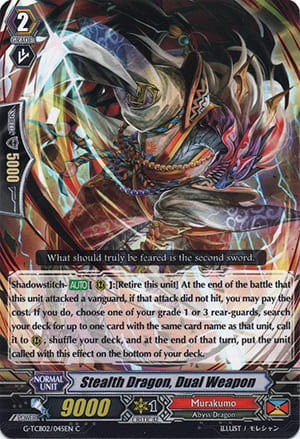 2
GRADE
SHIELD
5000
What should truly be feared is the second sword.
Shadowstitch-AUTO[ ]:[Retire this unit] At the end of the battle that
this unit attacked a vanguard, if that attack did not hit, you may pay the
cost. If you do, choose one of your grade 1 or 3 rear-guards, search
your deck for up to one card with the same card name as that unit, call
it to , shuffle your deck, and at the end of that turn, put the unit
called with this effect on the bottom of your deck.
NORMAL
UNIT
Stealth Dragon, Dual Weapon
POWER
9000
1
CRITICAL
Murakumo
Abyss Dragon
G-TCB02/045EN C
ILLUST / モレシャン